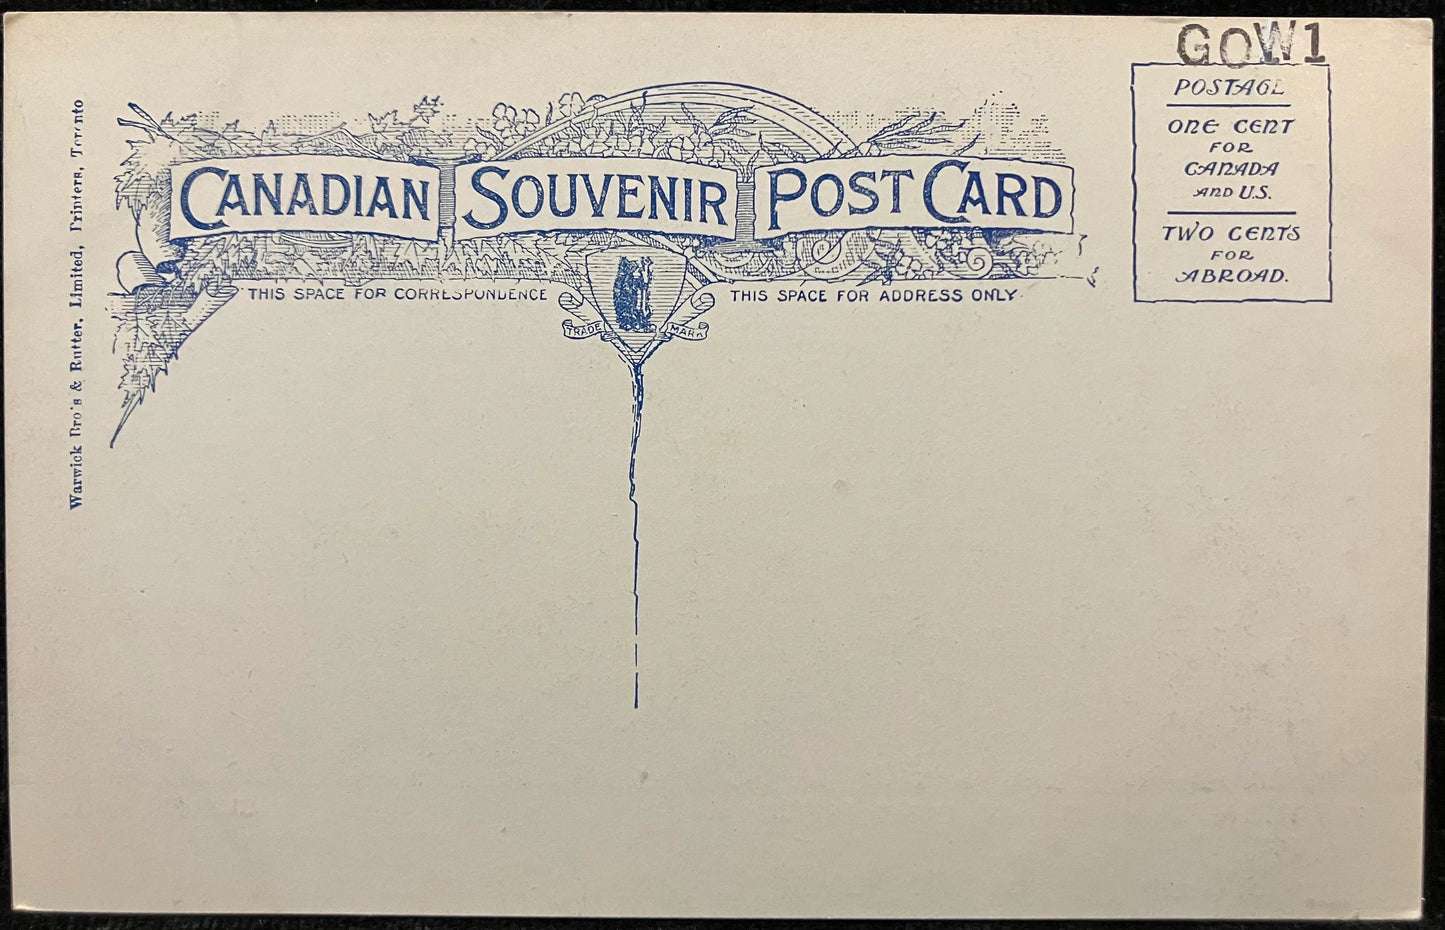 GOW1
CANADIAN SOUVENIR POST CARD
THIS SPACE FOR CORRESPONDENCE
THIS SPACE FOR ADDRESS ONLY.
TRADE MARK
POSTAGE
ONE CENT
FOR
CANADA
AND U.S.
TWO CENTS
FOR
ABROAD.
Warwick Bro's & Rutter, Limited, Printers, Toronto